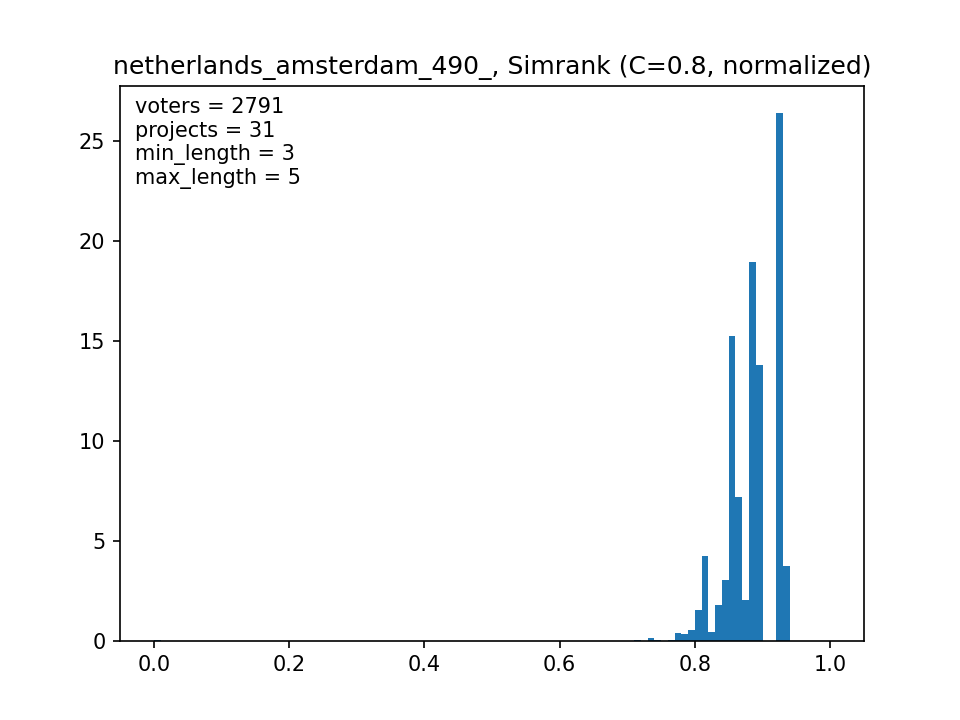 netherlands_amsterdam_490_, Simrank (C=0.8, normalized)
voters = 2791
projects = 31
min_length = 3
max_length = 5
25
20
15
10
5
0
0.0 0.2 0.4 0.6 0.8 1.0